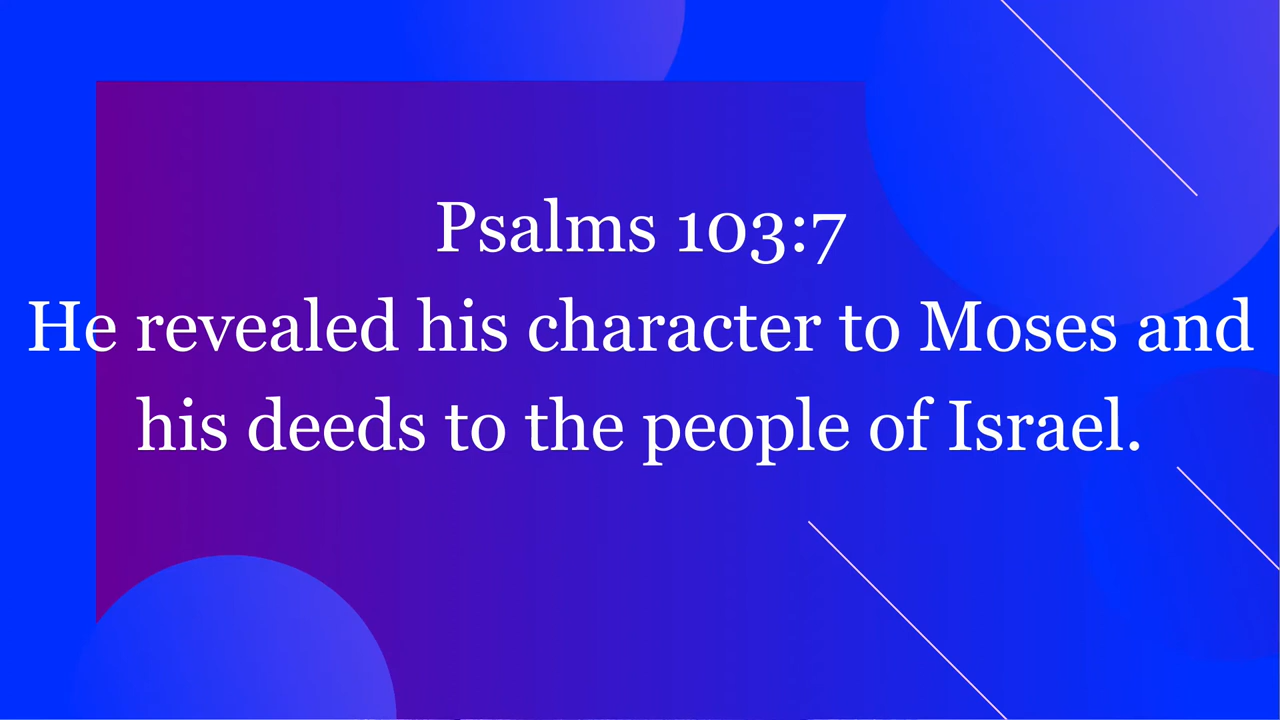 Psalms 103:7
He revealed his character to Moses and
his deeds to the people of Israel.